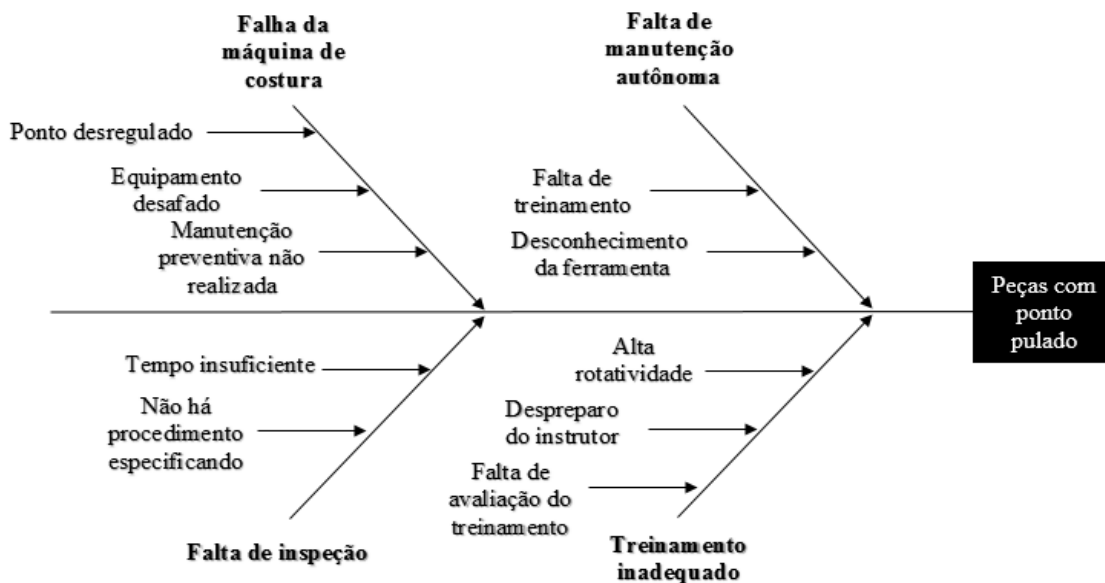 Falha da
máquina de
costura
Falta de
manutenção
autônoma
Ponto desregulado
Equipamento
desafado
Manutenção
preventiva não
realizada
Falta de
treinamento
Desconhecimento
da ferramenta
Peças com
ponto
pulado
Tempo insuficiente
Não há
procedimento
especificando
Alta
rotatividade
Despreparo
do instrutor
Falta de
avaliação do
treinamento
Falta de inspeção
Treinamento
inadequado